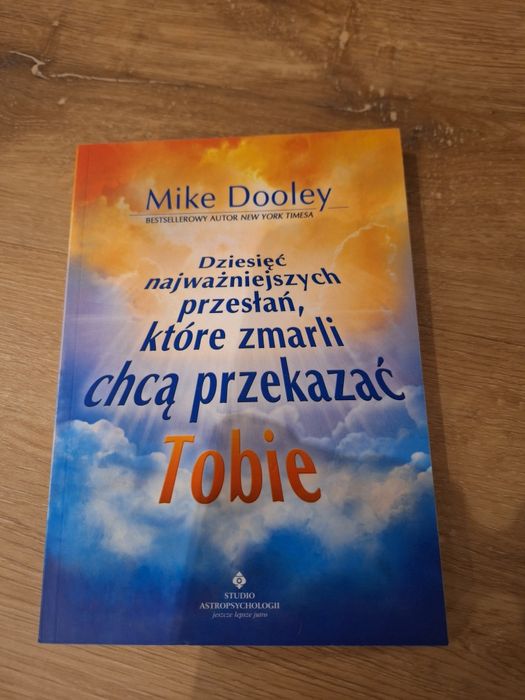 Mike Dooley
BESTSELLEROWY AUTOR NEW YORK TIMESA
Dziesięć
najważniejszych
przesłań,
które zmarli
chcą przekazać
Tobie
STUDIO
ASTROPSYCHOLOGII
jeszcze lepsze jutro